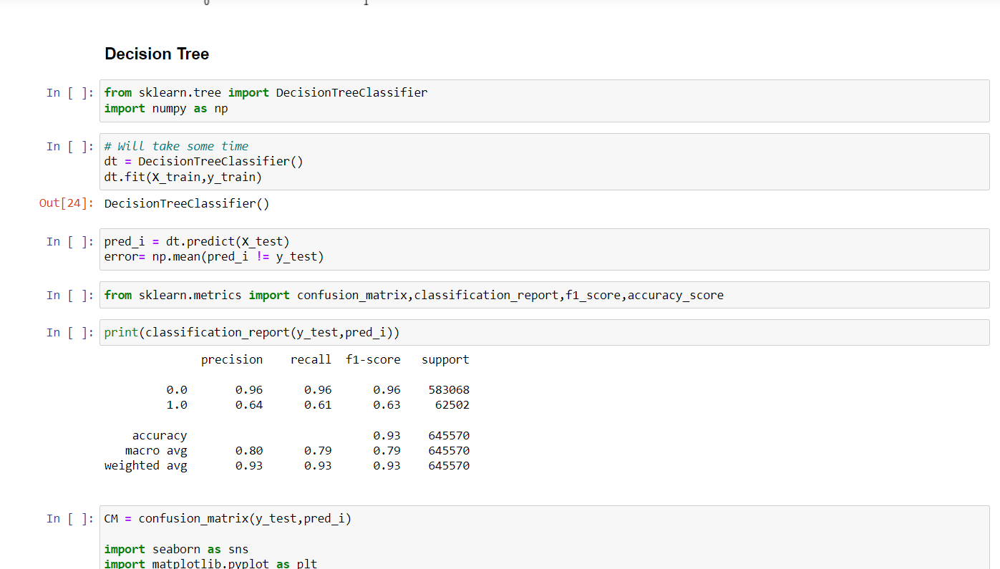 0 1
Decision Tree
In [ ]: from sklearn.tree import DecisionTreeClassifier
import numpy as np
In [ ]: # Will take some time
dt = DecisionTreeClassifier()
dt.fit(X_train,y_train)
Out[24]: DecisionTreeClassifier()
In [ ]: pred_i = dt.predict(X_test)
error= np.mean(pred_i != y_test)
In [ ]: from sklearn.metrics import confusion_matrix,classification_report,f1_score,accuracy_score
In [ ]: print(classification_report(y_test,pred_i))
precision recall f1-score support
0.0 0.96 0.96 0.96 583068
1.0 0.64 0.61 0.63 62502
accuracy 0.93 645570
macro avg 0.80 0.79 0.79 645570
weighted avg 0.93 0.93 0.93 645570
In [ ]: CM = confusion_matrix(y_test,pred_i)
import seaborn as sns
import matplotlib.pyplot as plt